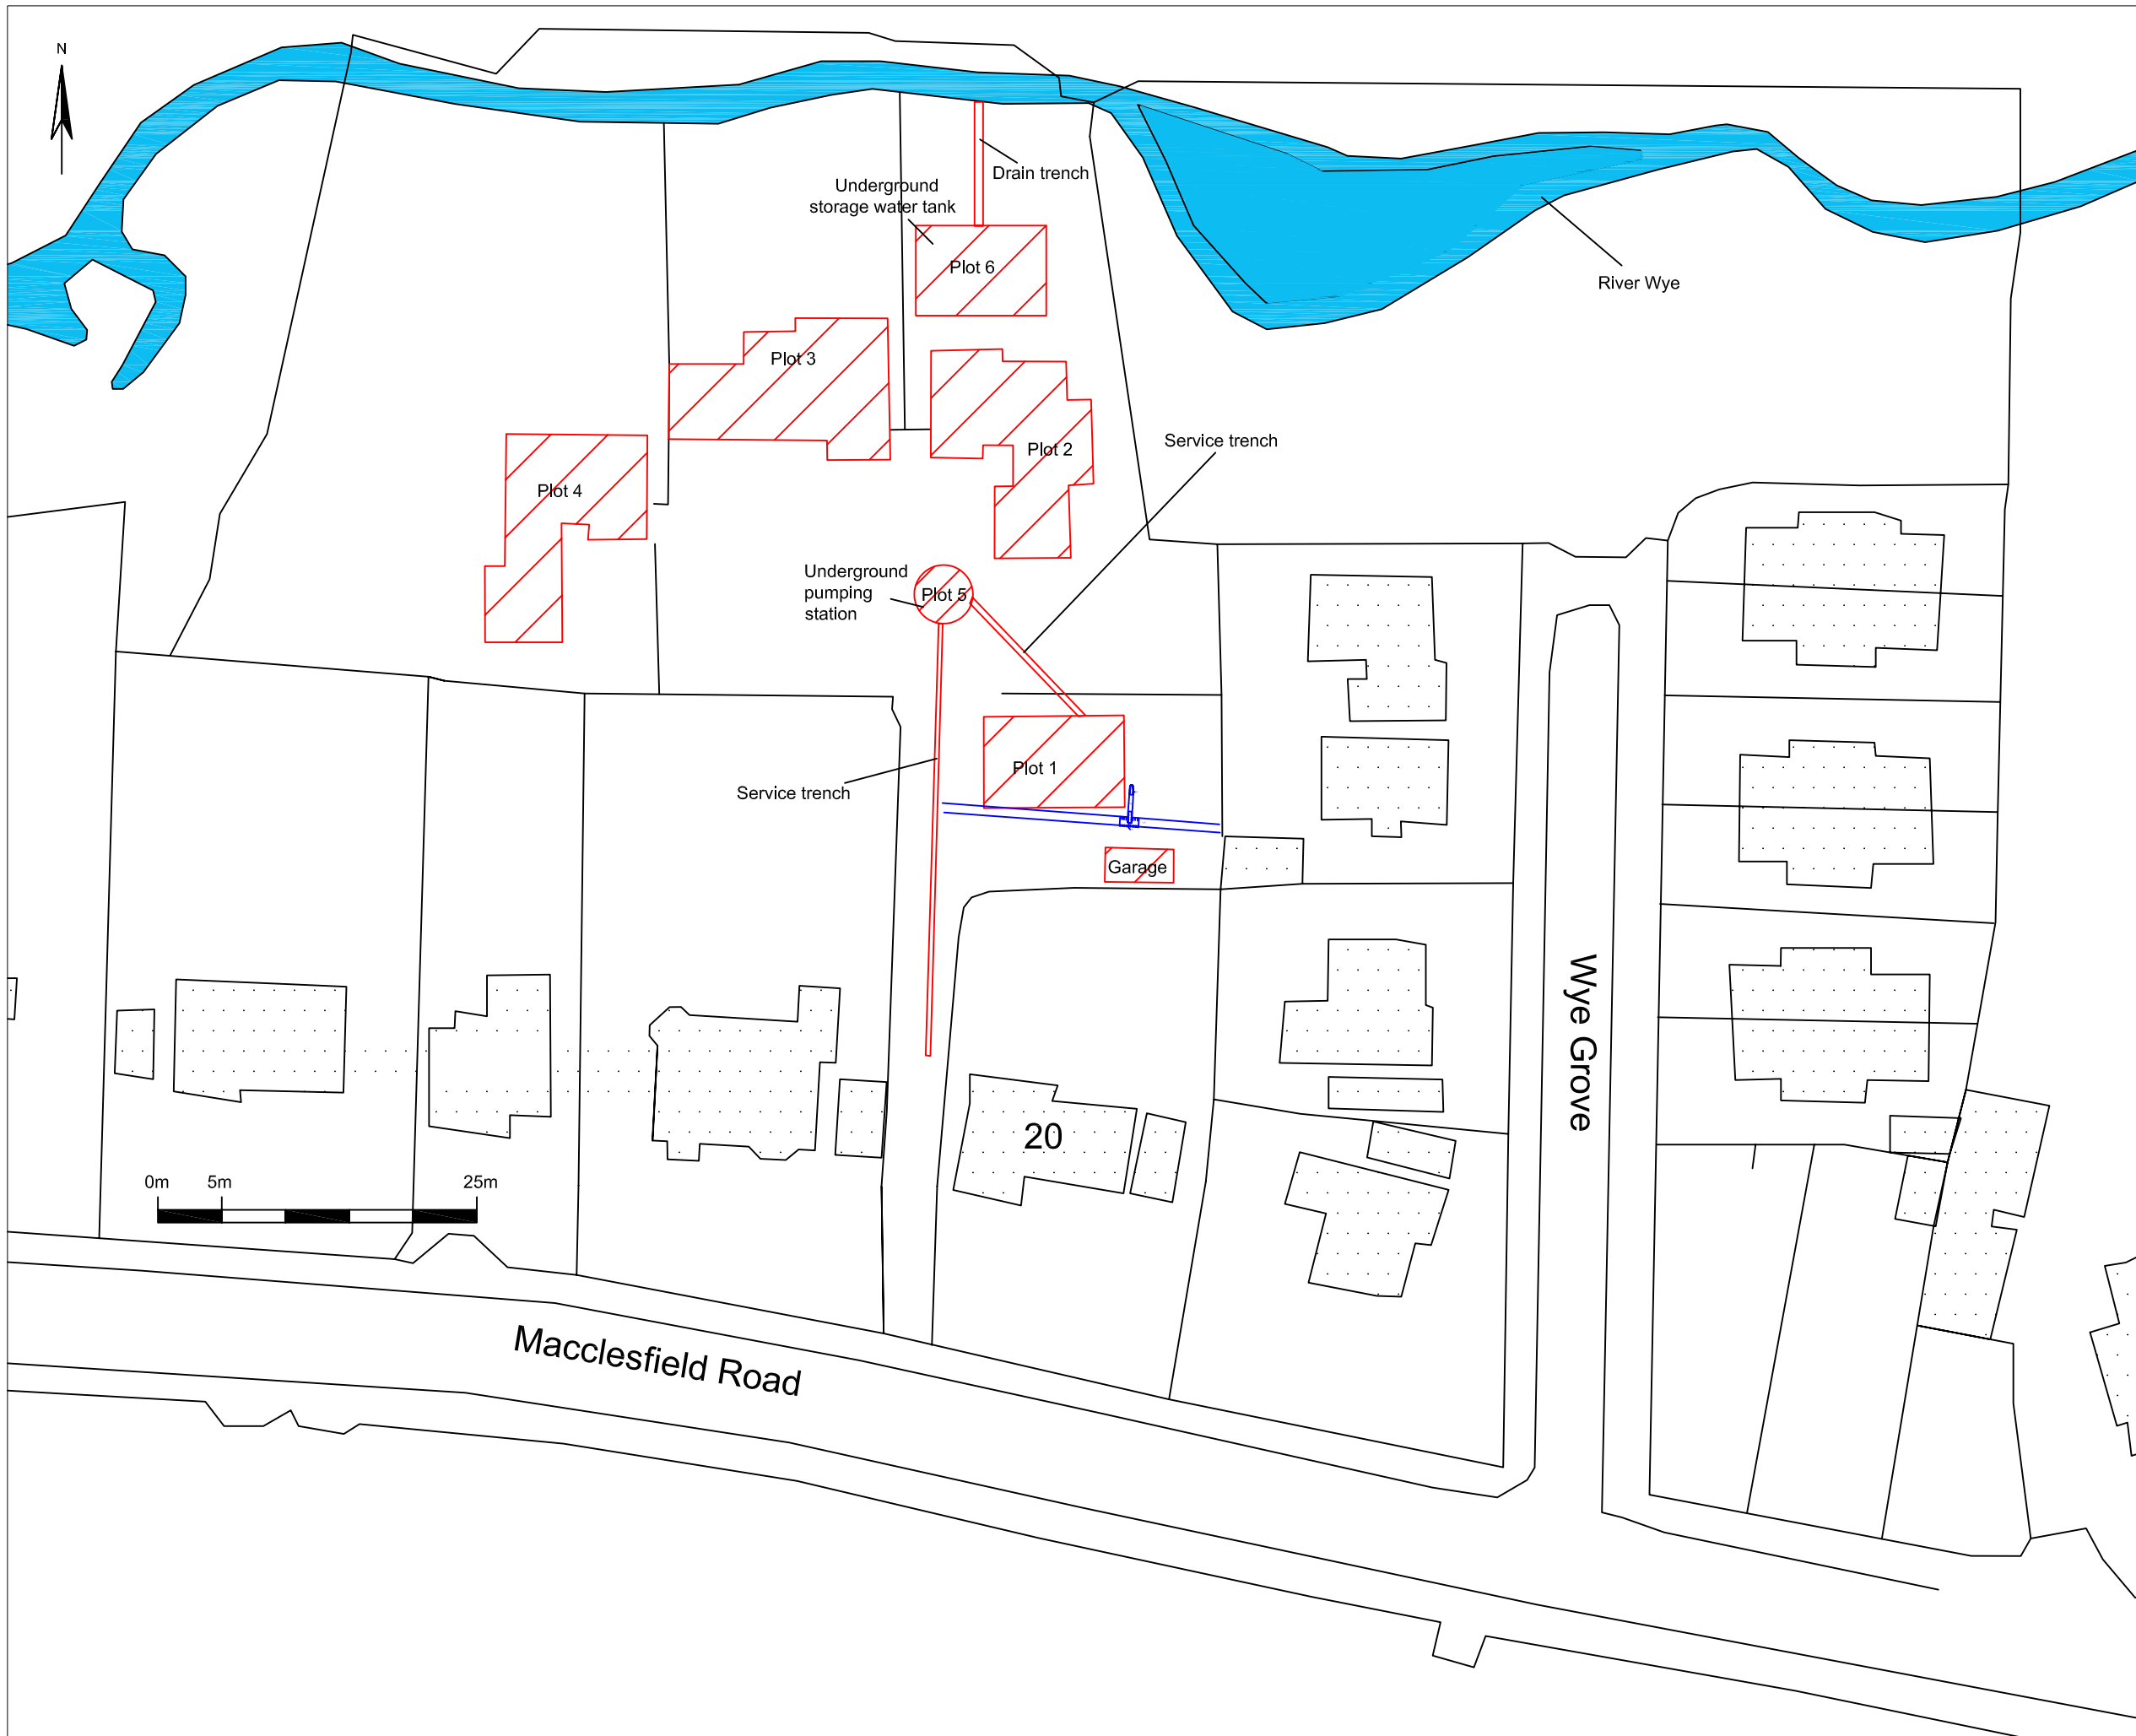 N
Drain trench
Underground
storage water tank
Plot 6
River Wye
Plot 3
Service trench
Plot 2
Plot 4
Underground
pumping
station
Plot 5
Plot 1
Service trench
Garage
Wye Grove
20
0m 5m 25m
Macclesfield Road